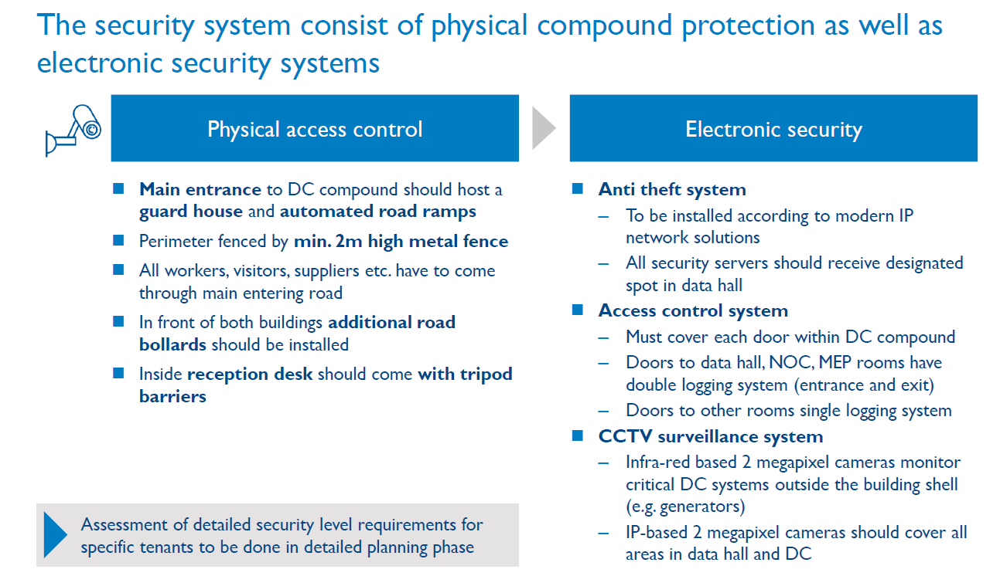 The security system consist of physical compound protection as well as
electronic security systems
Physical access control
■ Main entrance to DC compound should host a
guard house and automated road ramps
■ Perimeter fenced by min. 2m high metal fence
■ All workers, visitors, suppliers etc. have to come
through main entering road
■ In front of both buildings additional road
bollards should be installed
■ Inside reception desk should come with tripod
barriers
Assessment of detailed security level requirements for
specific tenants to be done in detailed planning phase
Electronic security
■ Anti theft system
– To be installed according to modern IP
network solutions
– All security servers should receive designated
spot in data hall
■ Access control system
– Must cover each door within DC compound
– Doors to data hall, NOC, MEP rooms have
double logging system (entrance and exit)
– Doors to other rooms single logging system
■ CCTV surveillance system
– Infra-red based 2 megapixel cameras monitor
critical DC systems outside the building shell
(e.g. generators)
– IP-based 2 megapixel cameras should cover all
areas in data hall and DC